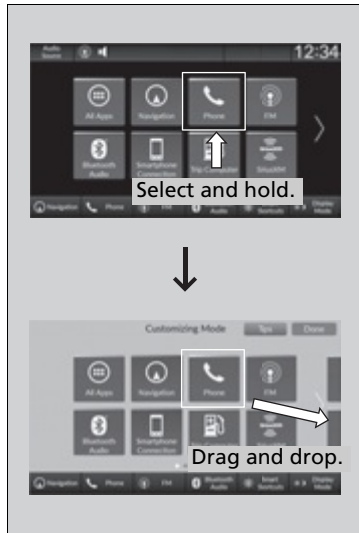 Audio
Source
12:34
All Apps
Navigation
Phone
FM
Bluetooth
Audio
Smartphone
Connection
Trip Computer
SiriusXM
Select and hold.
Navigation
Phone
FM
Audio
Shortcuts
Display
Mode
Customizing Mode
Tips
Done
All Apps
Navigation
Phone
FM
Bluetooth
Audio
Smartphone
Connection
Drag and drop.
Navigation
Phone
FM
Bluetooth
Audio
Smart
Shortcuts
Display
Mode